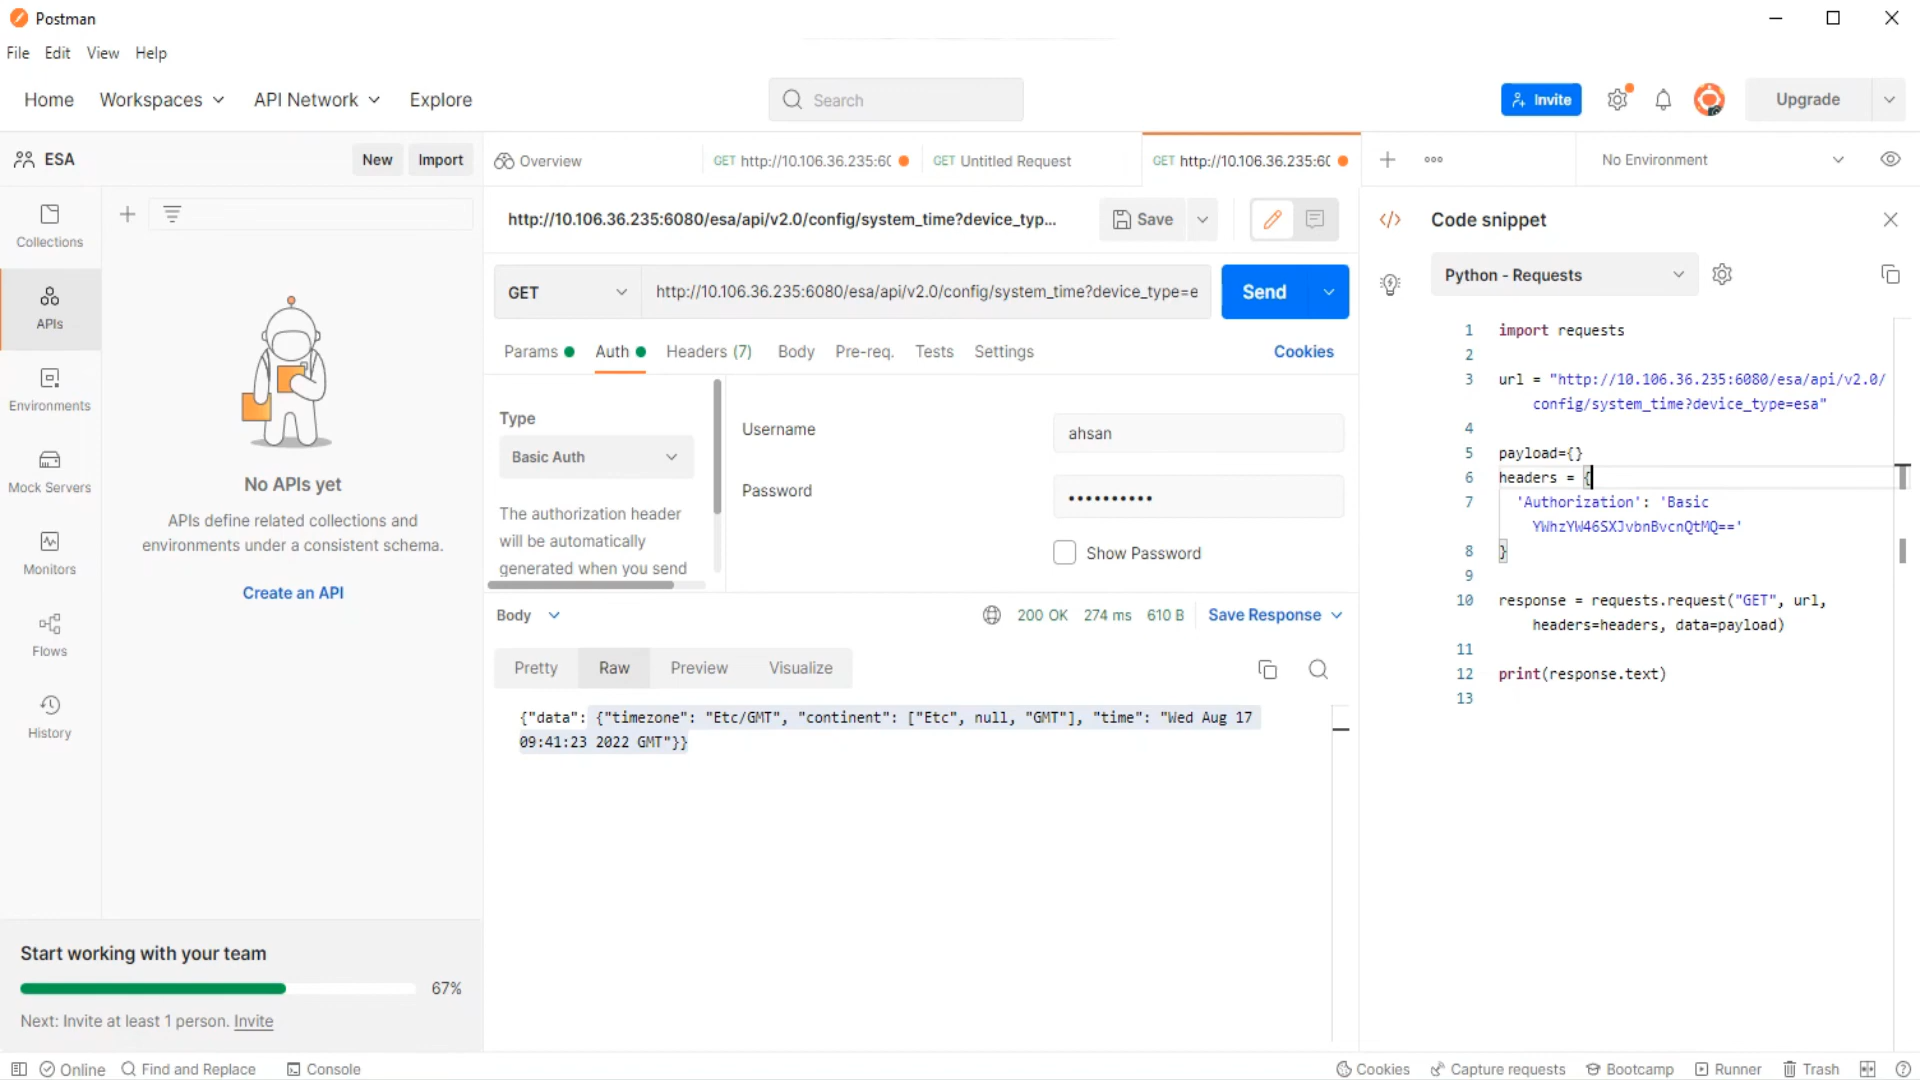 Postman
File Edit View Help
Home Workspaces API Network Explore
Search
Invite
Upgrade
ESA
New Import
Overview
GET http://10.106.36.235:6(
GET Untitled Request
GET http://10.106.36.235:6(
No Environment
Collections
APIs
Environments
Mock Servers
Monitors
Flows
History
No APIs yet
APIs define related collections and
environments under a consistent schema.
Create an API
Start working with your team
67%
Next: Invite at least 1 person. Invite
http://10.106.36.235:6080/esa/api/v2.0/config/system_time?device_typ...
Save
GET
http://10.106.36.235:6080/esa/api/v2.0/config/system_time?device_type=e
Send
Params Auth Headers (7) Body Pre-req. Tests Settings
Cookies
Type
Basic Auth
The authorization header
will be automatically
generated when you send
Username
ahsan
Password
••••••••••
Show Password
Body
200 OK 274 ms 610 B
Save Response
Pretty Raw Preview Visualize
{"data": {"timezone": "Etc/GMT", "continent": ["Etc", null, "GMT"], "time": "Wed Aug 17
09:41:23 2022 GMT"}}
Code snippet
Python - Requests
1 import requests
2
3 url = "http://10.106.36.235:6080/esa/api/v2.0/
config/system_time?device_type=esa"
4
5 payload={}
6 headers = {
7 'Authorization': 'Basic
YWhzYW46SXJvbnBvcnQtMQ=='
8 }
9
10 response = requests.request("GET", url,
headers=headers, data=payload)
11
12 print(response.text)
13
Online Find and Replace Console
Cookies Capture requests Bootcamp Runner Trash